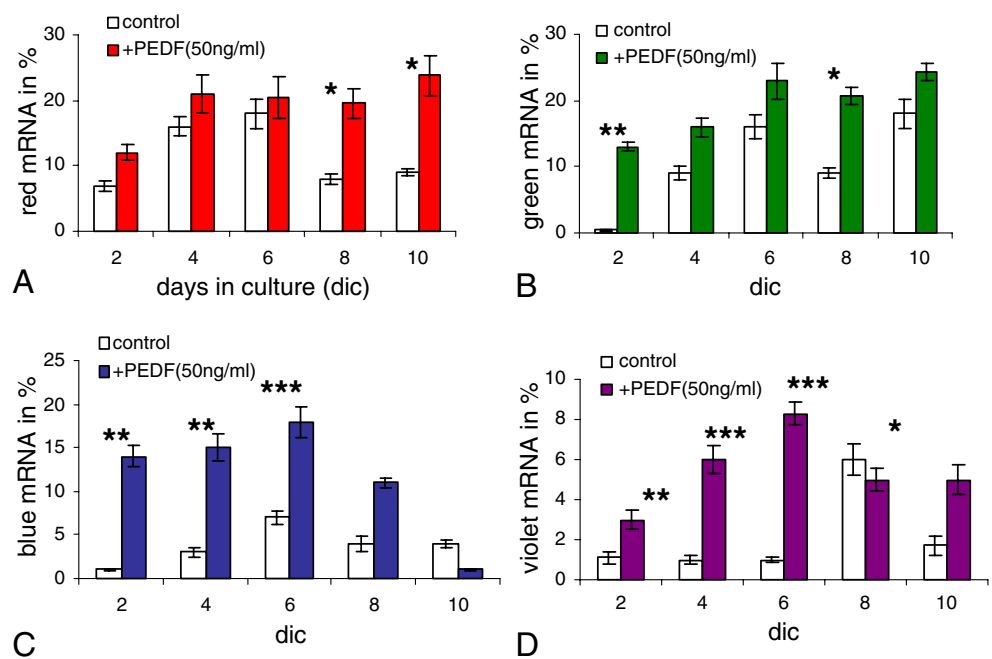 control
+PEDF(50ng/ml)
red mRNA in %
30
20
10
0
*
*
2 4 6 8 10
days in culture (dic)
A
control
+PEDF(50ng/ml)
green mRNA in %
30
20
10
0
**
*
2 4 6 8 10
dic
B
control
+PEDF(50ng/ml)
blue mRNA in %
25
20
15
10
5
0
**
**
***
2 4 6 8 10
dic
C
control
+PEDF(50ng/ml)
violet mRNA in %
10
8
6
4
2
0
**
***
***
*
2 4 6 8 10
dic
D